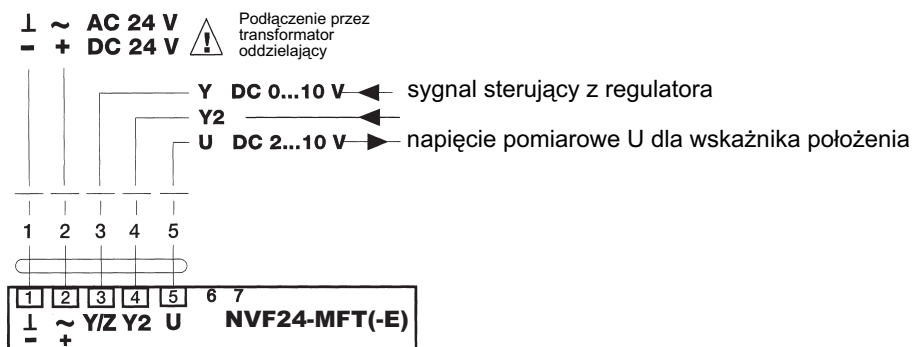 ⊥ ~ AC 24 V
- + DC 24 V
Podłączenie przez
transformator
oddzielający
Y DC 0...10 V sygnal sterujący z regulatora
Y2
U DC 2...10 V napięcie pomiarowe U dla wskaźnika położenia
1 2 3 4 5
1 2 3 4 5 6 7
⊥ ~ Y/Z Y2 U NVF24-MFT(-E)
- +